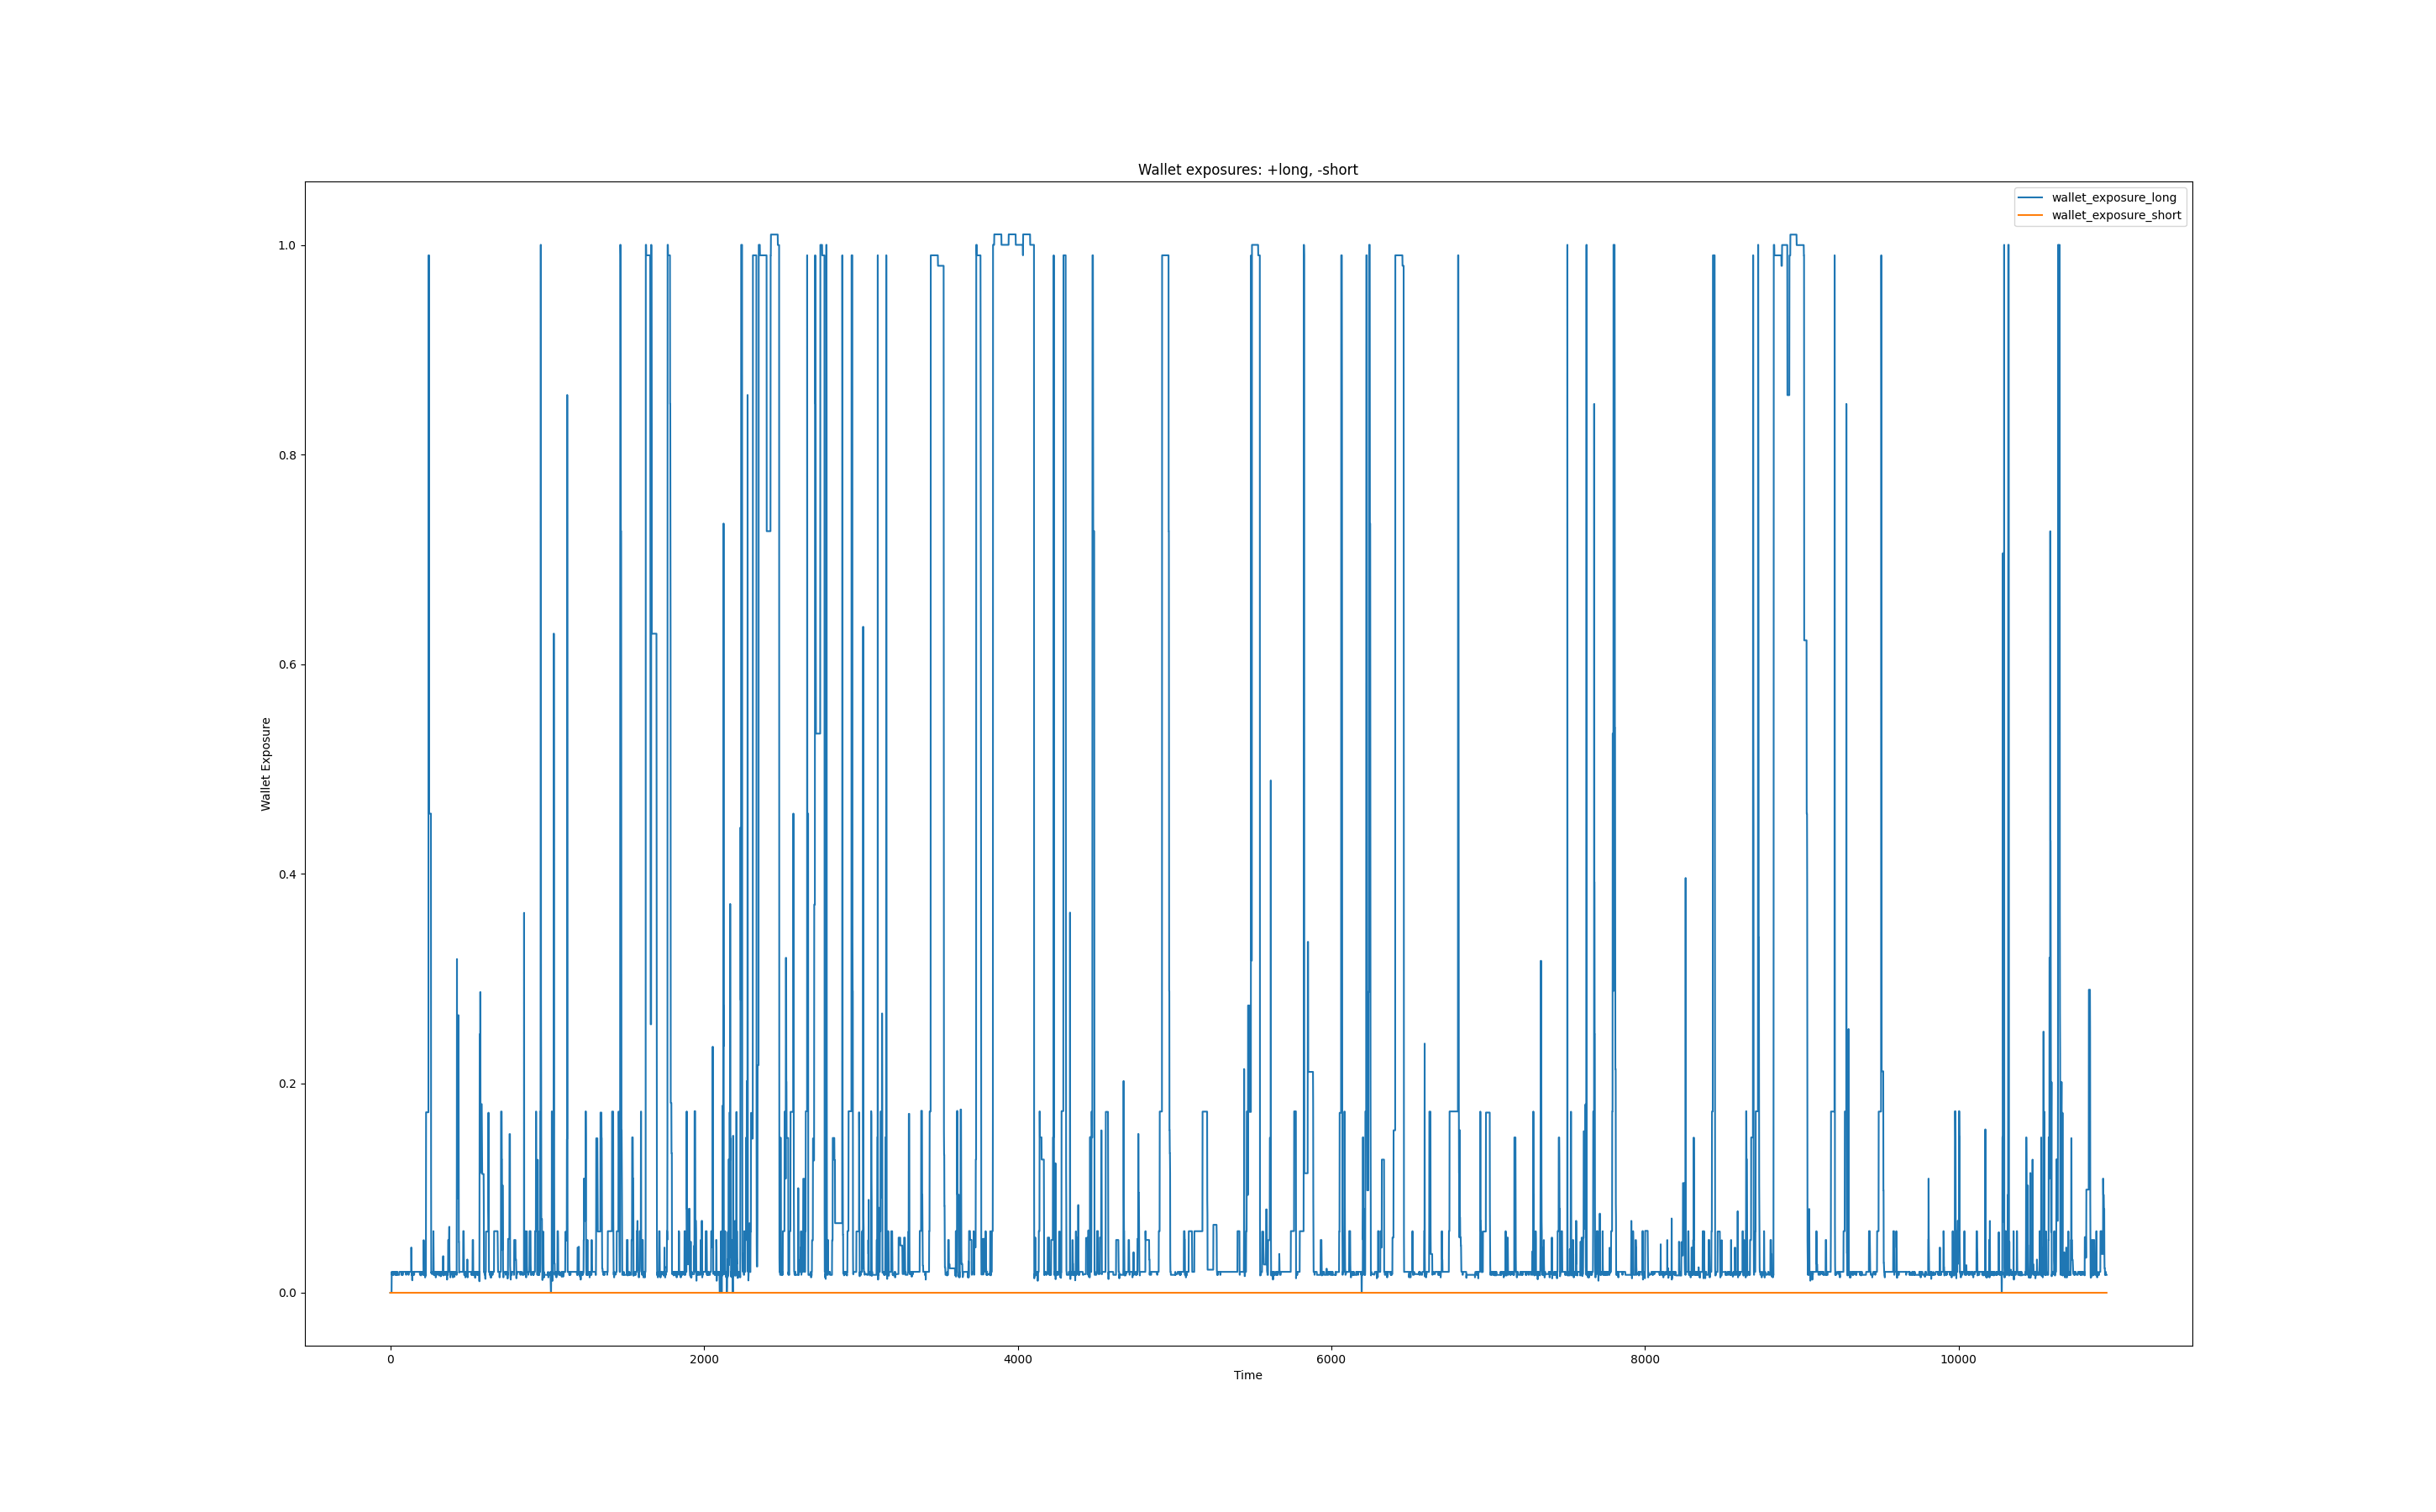 Wallet exposures: +long, -short
wallet_exposure_long
wallet_exposure_short
1.0
0.8
0.6
0.4
0.2
0.0
Wallet Exposure
0 2000 4000 6000 8000 10000
Time